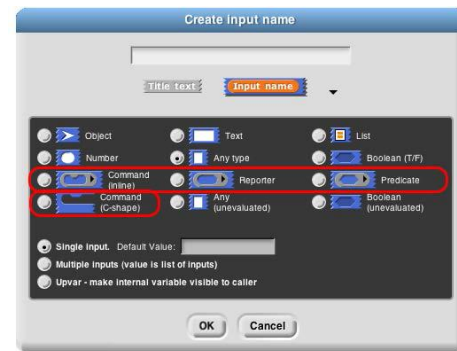 Create input name
Title text Input name
Object Text List
Number Any type Boolean (T/F)
Command (inline) Reporter Predicate
Command (C-shape) Any (unevaluated) Boolean (unevaluated)
Single input. Default Value:
Multiple inputs (value is list of inputs)
Upvar - make internal variable visible to caller
OK Cancel